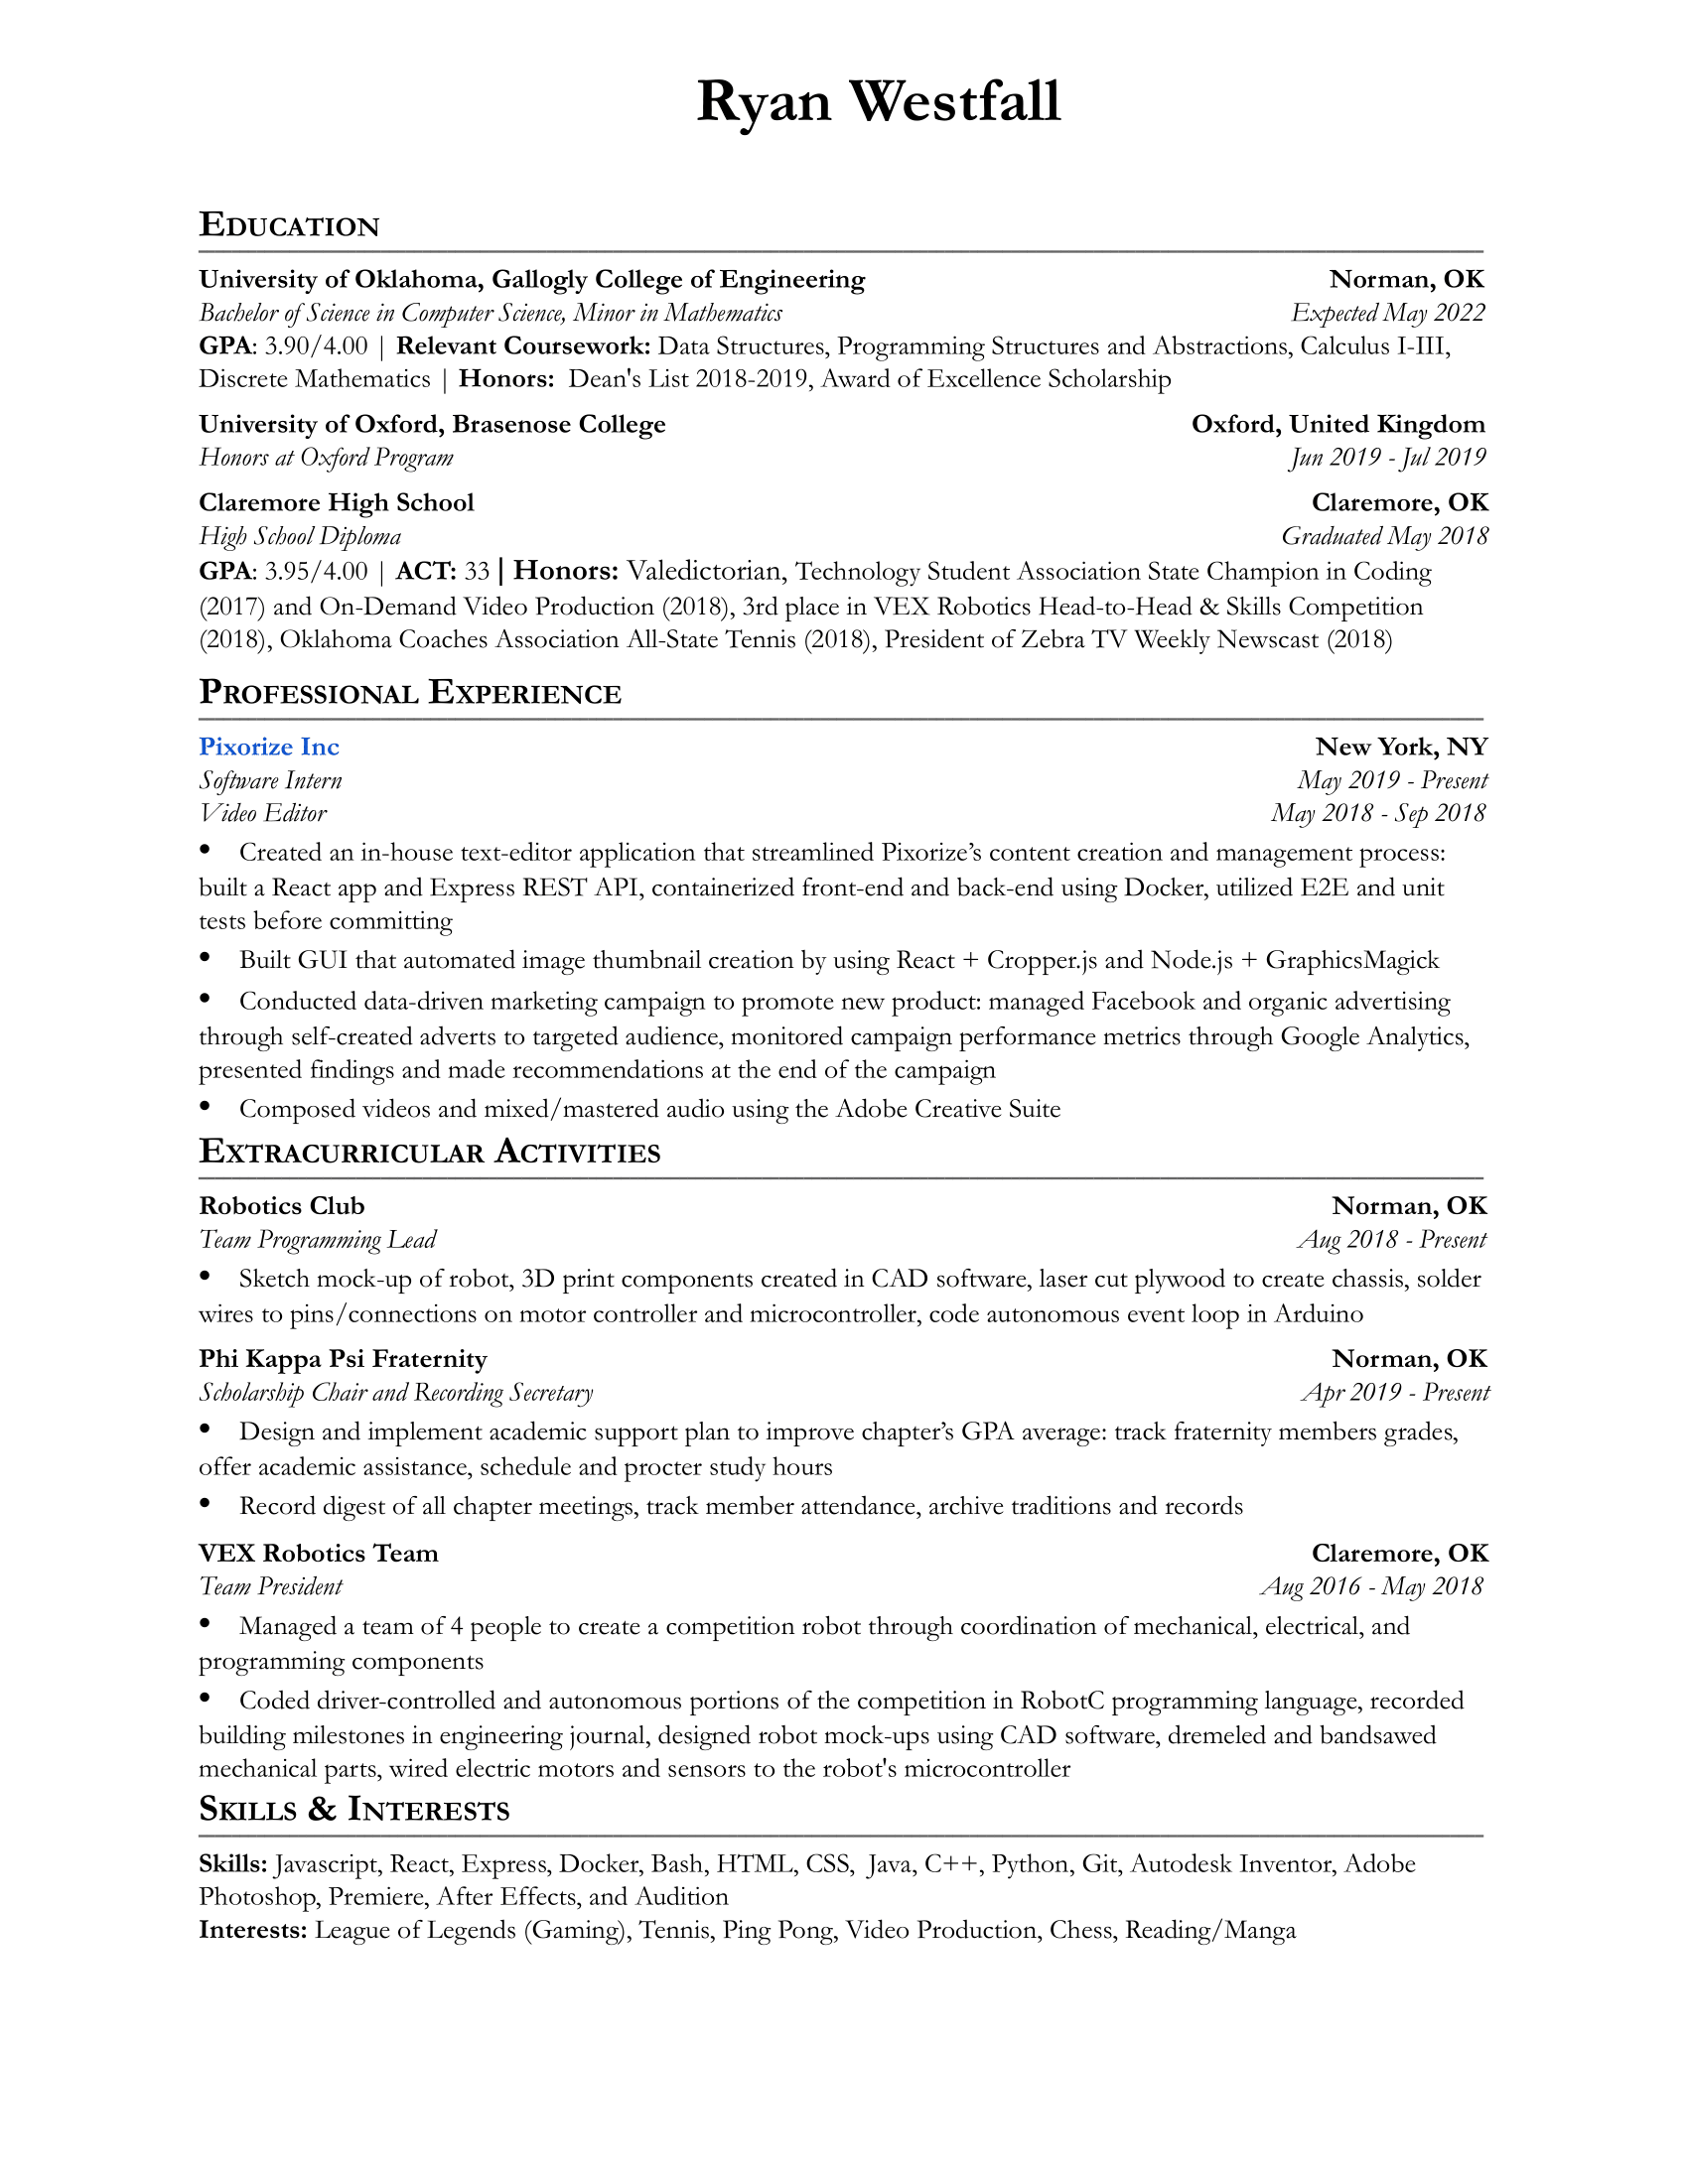 Ryan Westfall
Education
University of Oklahoma, Gallogly College of Engineering Norman, OK
Bachelor of Science in Computer Science, Minor in Mathematics Expected May 2022
GPA: 3.90/4.00 | Relevant Coursework: Data Structures, Programming Structures and Abstractions, Calculus I-III,
Discrete Mathematics | Honors: Dean's List 2018-2019, Award of Excellence Scholarship
University of Oxford, Brasenose College Oxford, United Kingdom
Honors at Oxford Program Jun 2019 - Jul 2019
Claremore High School Claremore, OK
High School Diploma Graduated May 2018
GPA: 3.95/4.00 | ACT: 33 | Honors: Valedictorian, Technology Student Association State Champion in Coding
(2017) and On-Demand Video Production (2018), 3rd place in VEX Robotics Head-to-Head & Skills Competition
(2018), Oklahoma Coaches Association All-State Tennis (2018), President of Zebra TV Weekly Newscast (2018)
Professional Experience
Pixorize Inc New York, NY
Software Intern May 2019 - Present
Video Editor May 2018 - Sep 2018
• Created an in-house text-editor application that streamlined Pixorize’s content creation and management process:
built a React app and Express REST API, containerized front-end and back-end using Docker, utilized E2E and unit
tests before committing
• Built GUI that automated image thumbnail creation by using React + Cropper.js and Node.js + GraphicsMagick
• Conducted data-driven marketing campaign to promote new product: managed Facebook and organic advertising
through self-created adverts to targeted audience, monitored campaign performance metrics through Google Analytics,
presented findings and made recommendations at the end of the campaign
• Composed videos and mixed/mastered audio using the Adobe Creative Suite
Extracurricular Activities
Robotics Club Norman, OK
Team Programming Lead Aug 2018 - Present
• Sketch mock-up of robot, 3D print components created in CAD software, laser cut plywood to create chassis, solder
wires to pins/connections on motor controller and microcontroller, code autonomous event loop in Arduino
Phi Kappa Psi Fraternity Norman, OK
Scholarship Chair and Recording Secretary Apr 2019 - Present
• Design and implement academic support plan to improve chapter’s GPA average: track fraternity members grades,
offer academic assistance, schedule and procter study hours
• Record digest of all chapter meetings, track member attendance, archive traditions and records
VEX Robotics Team Claremore, OK
Team President Aug 2016 - May 2018
• Managed a team of 4 people to create a competition robot through coordination of mechanical, electrical, and
programming components
• Coded driver-controlled and autonomous portions of the competition in RobotC programming language, recorded
building milestones in engineering journal, designed robot mock-ups using CAD software, dremeled and bandsawed
mechanical parts, wired electric motors and sensors to the robot's microcontroller
Skills & Interests
Skills: Javascript, React, Express, Docker, Bash, HTML, CSS, Java, C++, Python, Git, Autodesk Inventor, Adobe
Photoshop, Premiere, After Effects, and Audition
Interests: League of Legends (Gaming), Tennis, Ping Pong, Video Production, Chess, Reading/Manga